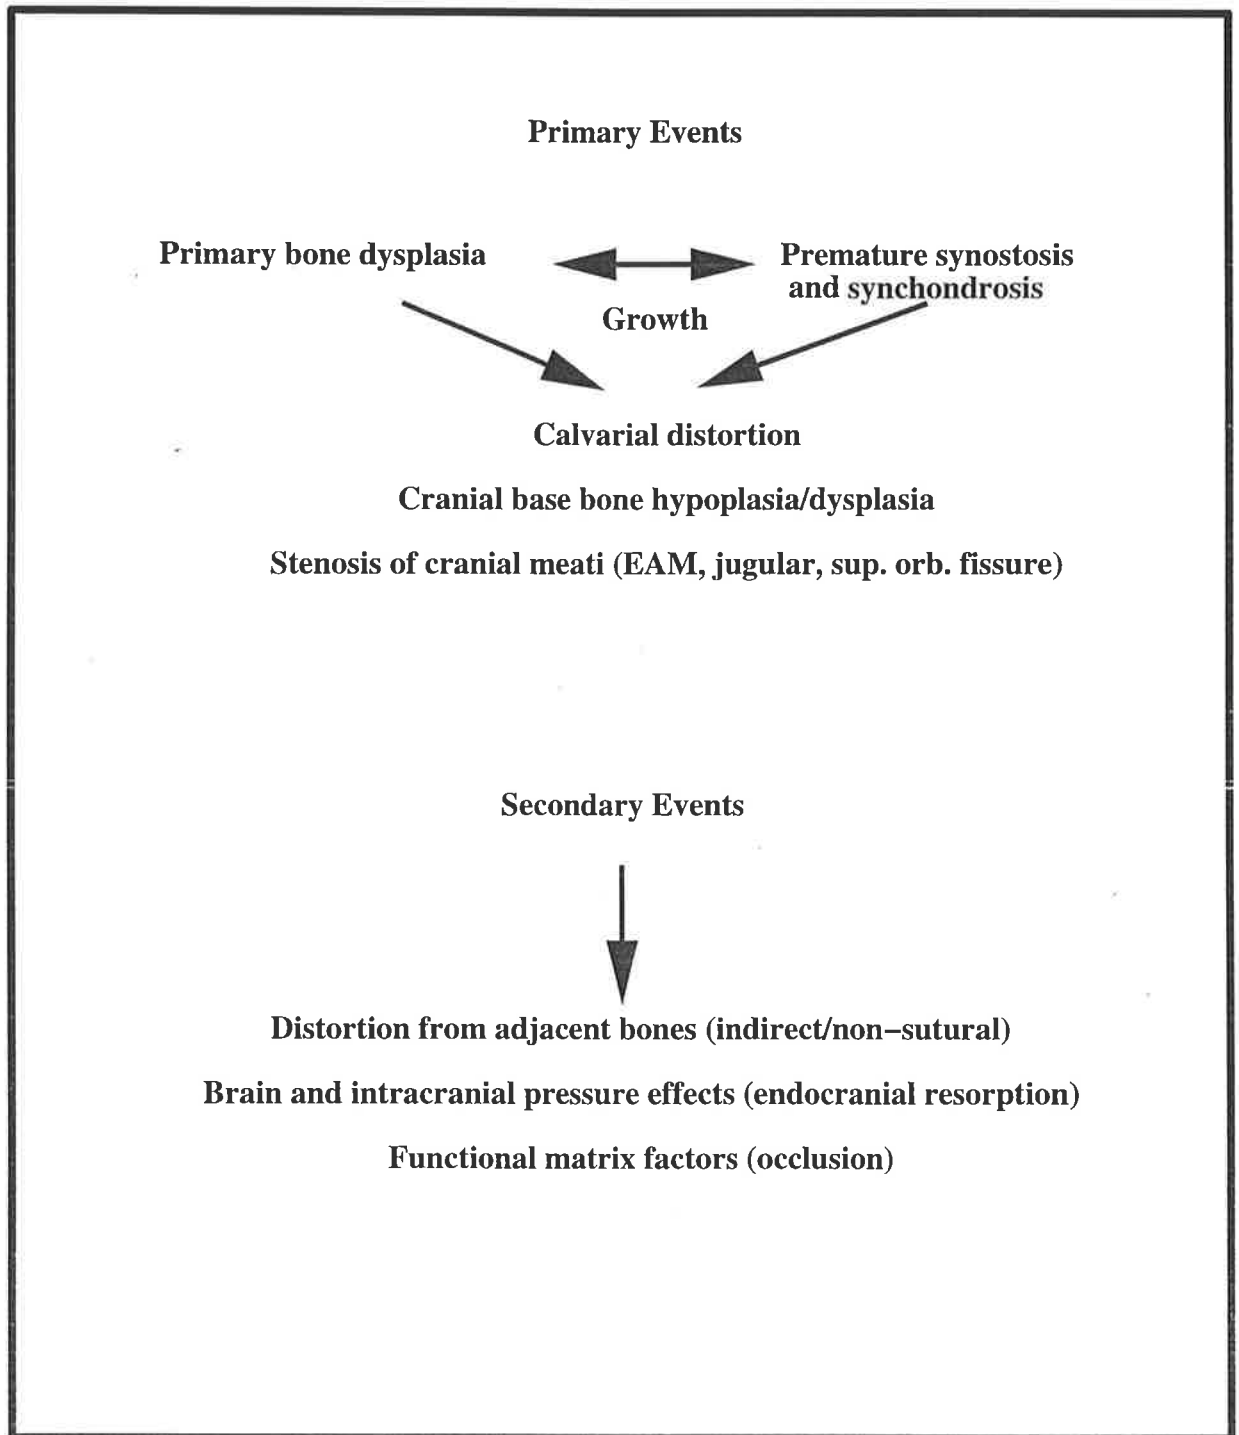 Primary Events
Primary bone dysplasia
Premature synostosis
and synchondrosis
Growth
Calvarial distortion
Cranial base bone hypoplasia/dysplasia
Stenosis of cranial meati (EAM, jugular, sup. orb. fissure)
Secondary Events
Distortion from adjacent bones (indirect/non−sutural)
Brain and intracranial pressure effects (endocranial resorption)
Functional matrix factors (occlusion)